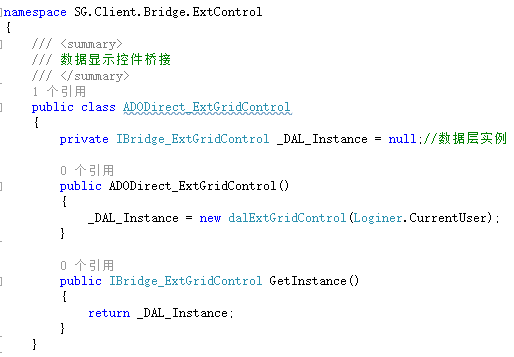 namespace SG.Client.Bridge.ExtControl
{
/// <summary>
/// 数据显示控件桥接
/// </summary>
1 个引用
public class ADODirect_ExtGridControl
{
private IBridge_ExtGridControl _DAL_Instance = null;//数据层实例
0 个引用
public ADODirect_ExtGridControl()
{
_DAL_Instance = new dalExtGridControl(Loginer.CurrentUser);
}
0 个引用
public IBridge_ExtGridControl GetInstance()
{
return _DAL_Instance;
}
}